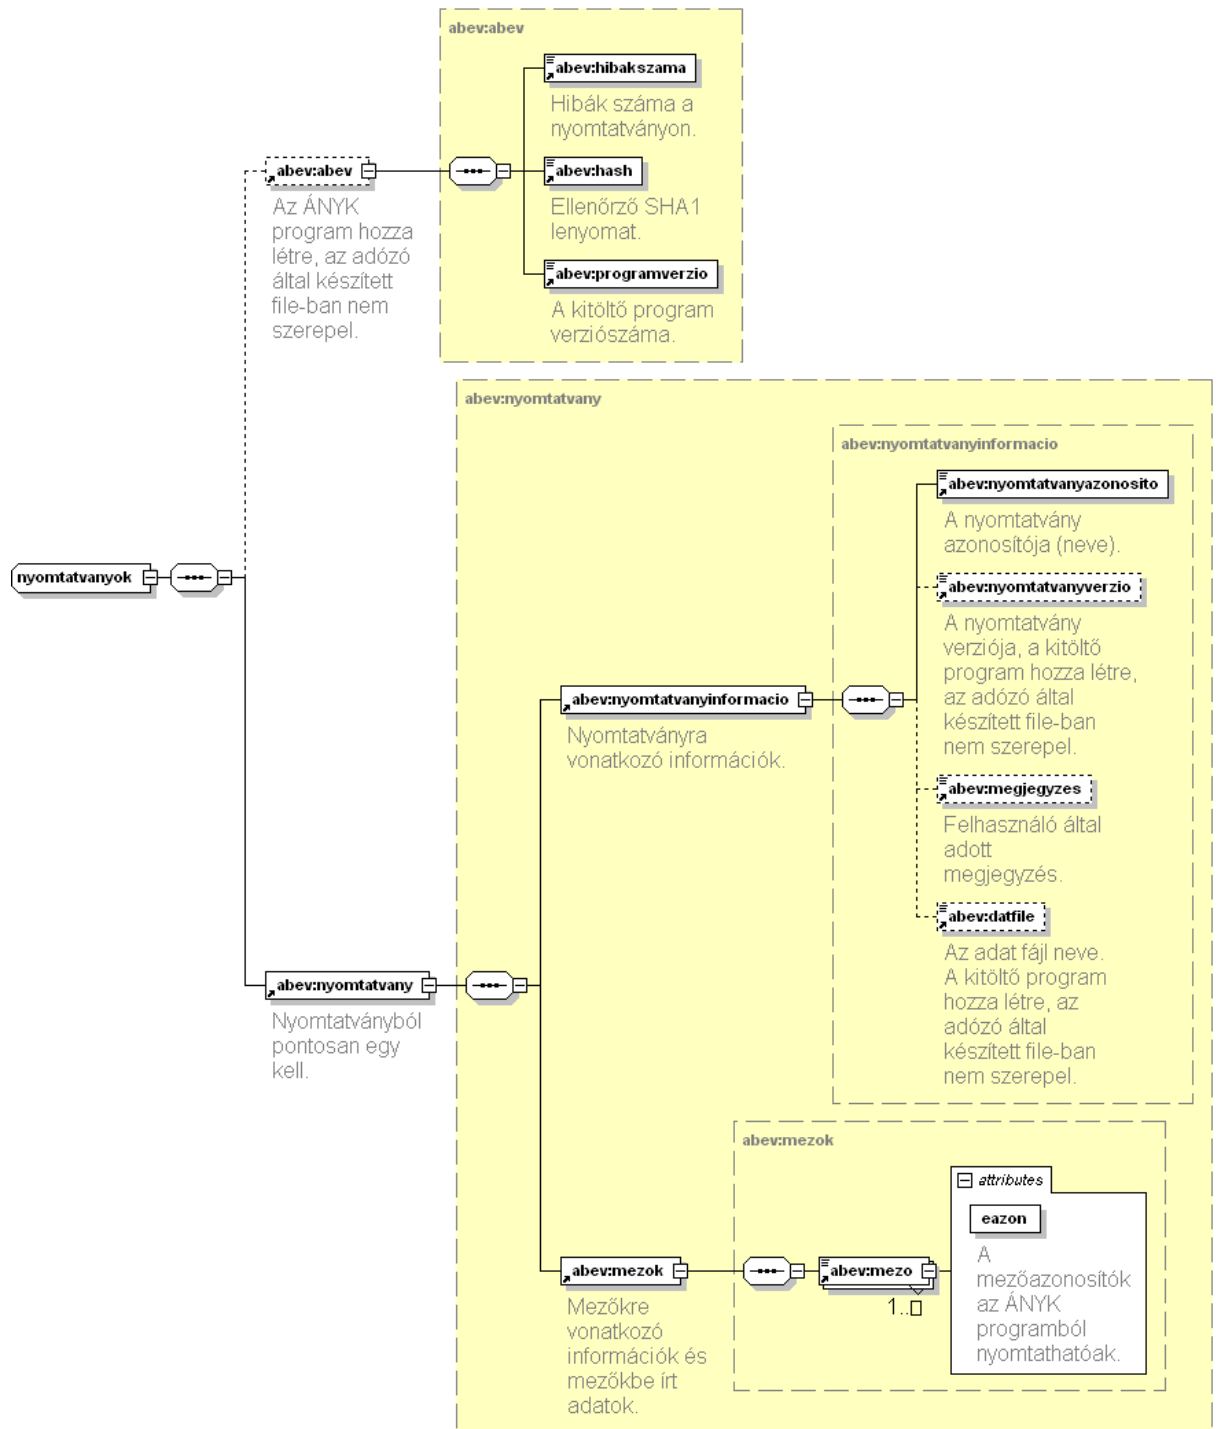 abev:abev
abev:hibakszama
Hibák száma a
nyomtatványon.
abev:abev
Az ÁNYK
program hozza
létre, az adózó
által készített
file-ban nem
szerepel.
abev:hash
Ellenőrző SHA1
lenyomat.
abev:programverzio
A kitöltő program
verziószáma.
nyomtatvanyok
abev:nyomtatvany
abev:nyomtatvanyinformacio
abev:nyomtatvanyazonosito
A nyomtatvány
azonosítója (neve).
abev:nyomtatvanyverzio
A nyomtatvány
verziója, a kitöltő
program hozza létre,
az adózó által
készített file-ban
nem szerepel.
abev:nyomtatvanyinformacio
Nyomtatványra
vonatkozó információk.
abev:megjegyzes
Felhasználó által
adott
megjegyzés.
abev:datfile
Az adat fájl neve.
A kitöltő program
hozza létre, az
adózó által
készített file-ban
nem szerepel.
abev:nyomtatvany
Nyomtatványból
pontosan egy
kell.
abev:mezok
attributes
eazon
A
mezőazonosítók
az ÁNYK
programból
nyomtathatóak.
abev:mezok
Mezőkre
vonatkozó
információk és
mezőkbe írt
adatok.
abev:mezo
1..□